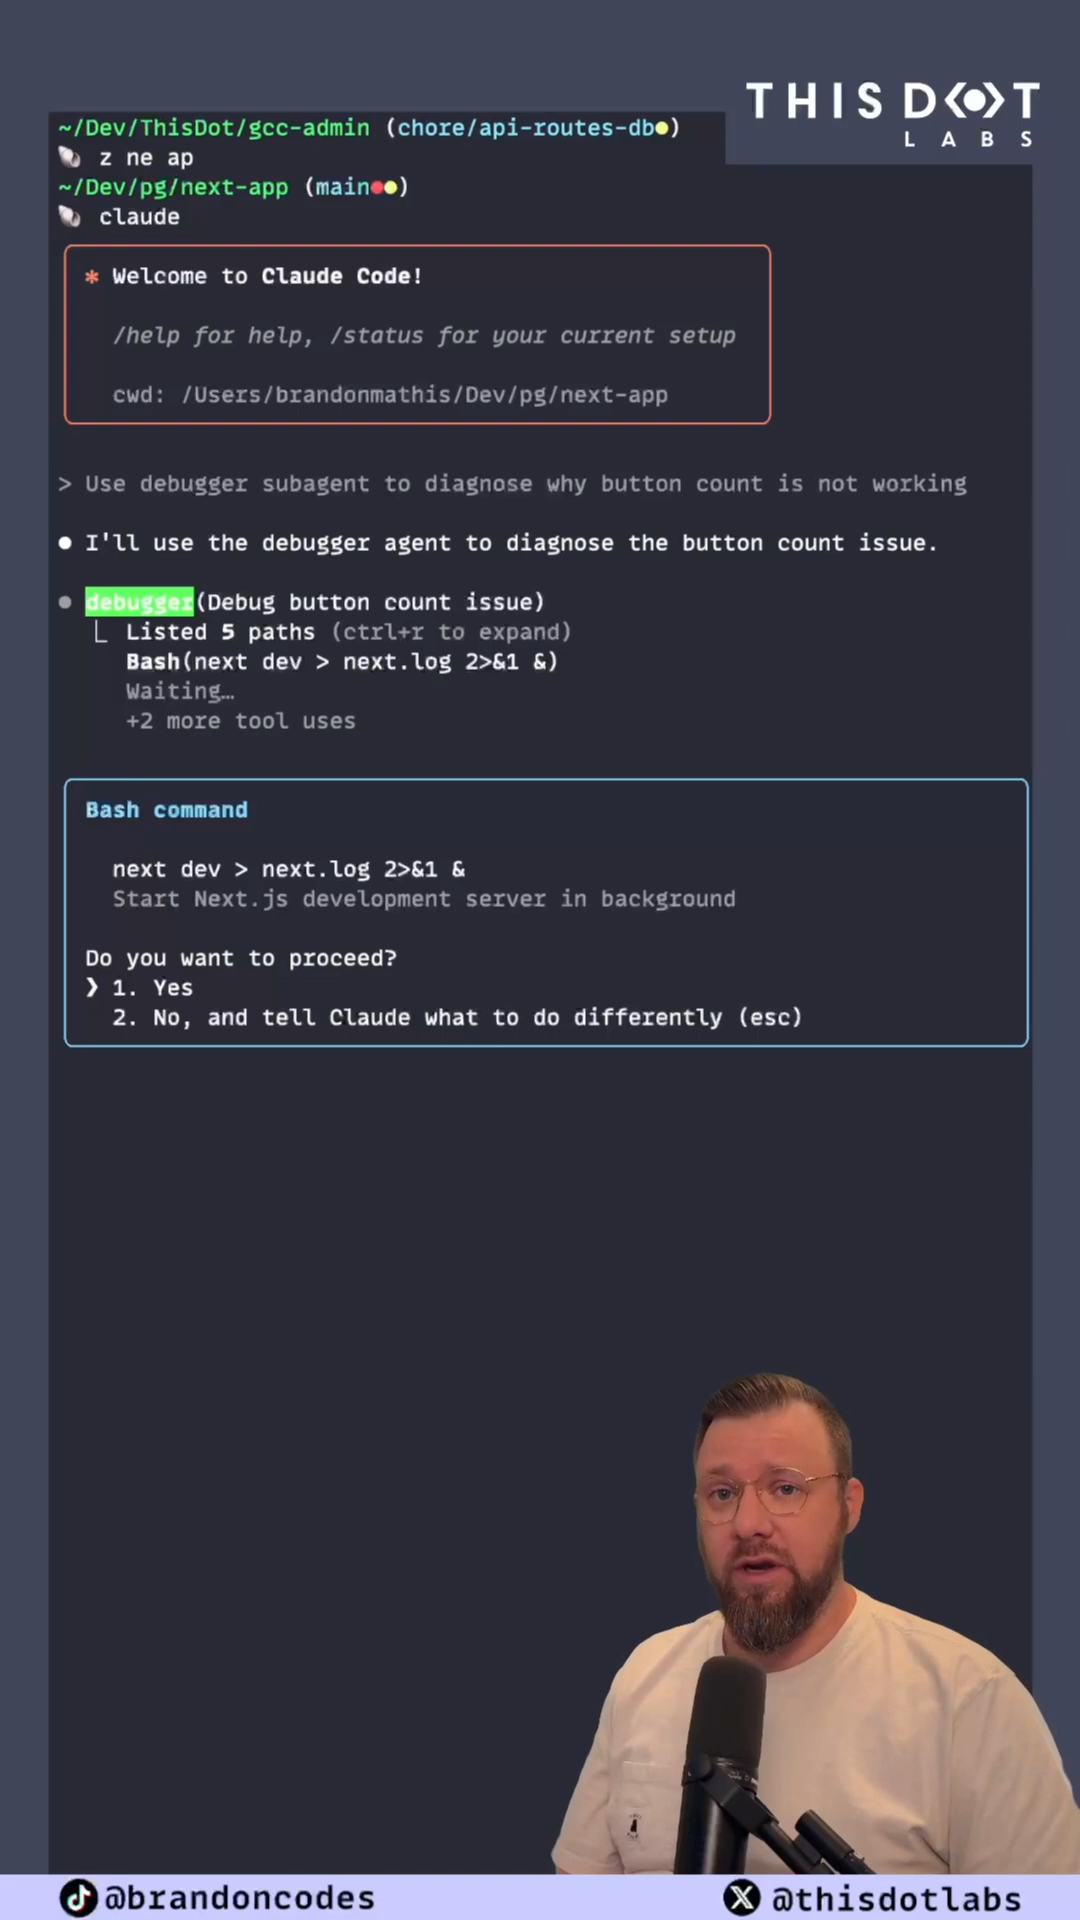 THISDOT
LABS
~/Dev/ThisDot/gcc-admin (chore/api-routes-db)
z ne ap
~/Dev/pg/next-app (main)
claude
* Welcome to Claude Code!
/help for help, /status for your current setup
cwd: /Users/brandonmathis/Dev/pg/next-app
> Use debugger subagent to diagnose why button count is not working
● I'll use the debugger agent to diagnose the button count issue.
● debugger(Debug button count issue)
⎿ Listed 5 paths (ctrl+r to expand)
Bash(next dev > next.log 2>&1 &)
Waiting…
+2 more tool uses
Bash command
next dev > next.log 2>&1 &
Start Next.js development server in background
Do you want to proceed?
❯ 1. Yes
2. No, and tell Claude what to do differently (esc)
@brandoncodes
@thisdotlabs